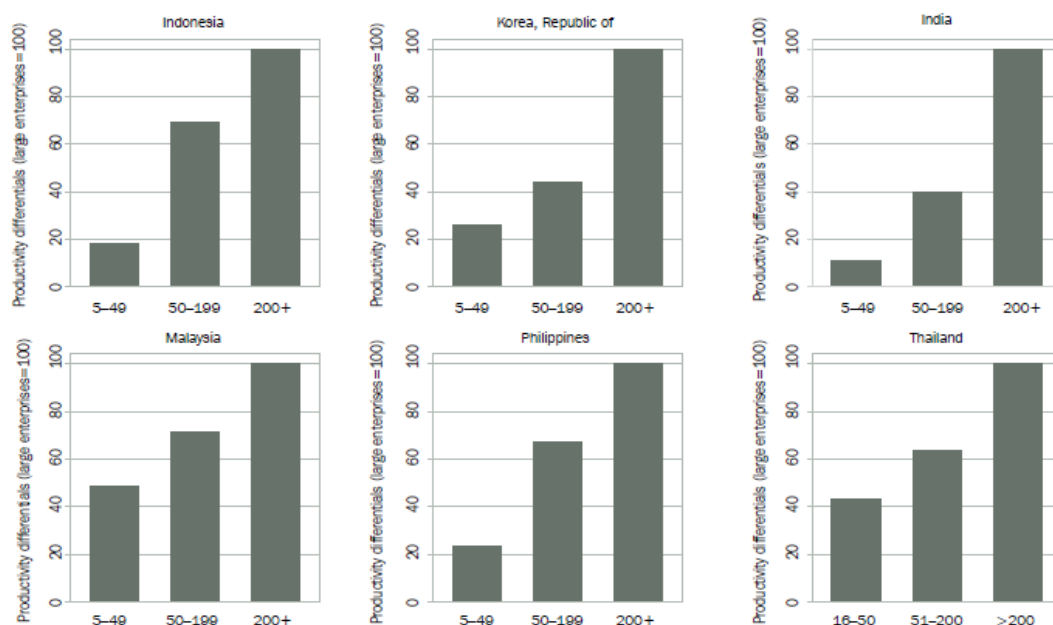 Indonesia
Productivity differentials (large enterprises=100)
100
80
60
40
20
0
5–49 50–199 200+
Korea, Republic of
Productivity differentials (large enterprises=100)
100
80
60
40
20
0
5–49 50–199 200+
India
Productivity differentials (large enterprises=100)
100
80
60
40
20
0
5–49 50–199 200+
Malaysia
Productivity differentials (large enterprises=100)
100
80
60
40
20
0
5–49 50–199 200+
Philippines
Productivity differentials (large enterprises=100)
100
80
60
40
20
0
5–49 50–199 200+
Thailand
Productivity differentials (large enterprises=100)
100
80
60
40
20
0
16–50 51–200 >200